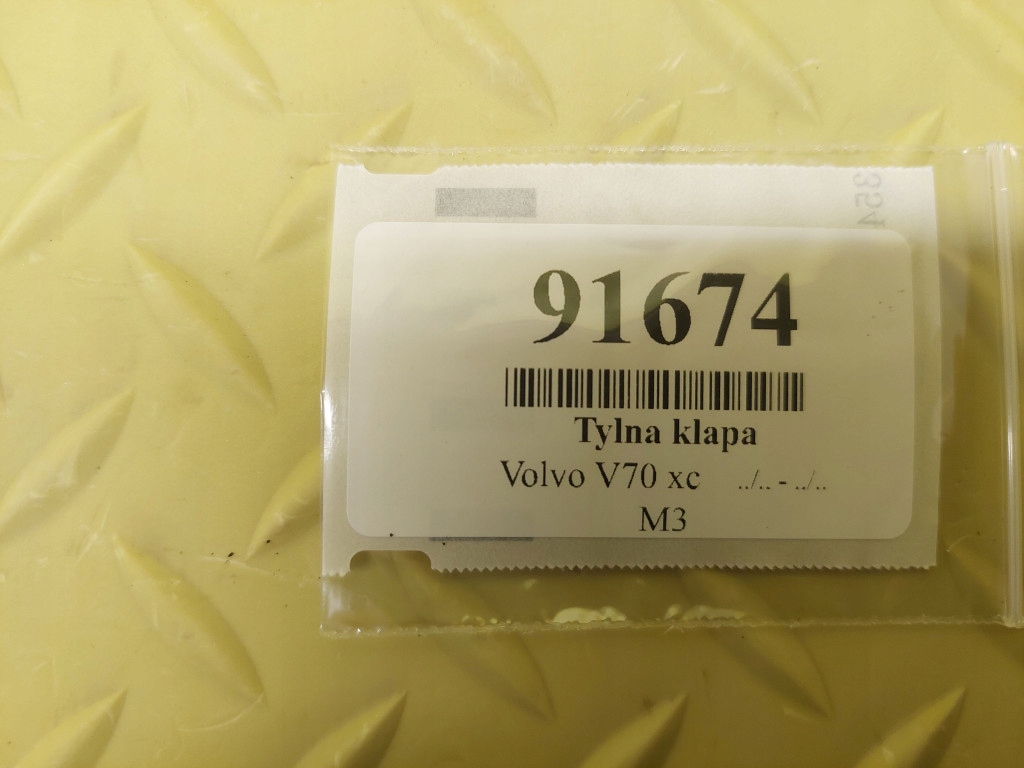 91674
Tylna klapa
Volvo V70 xc ../.. - ../..
M3